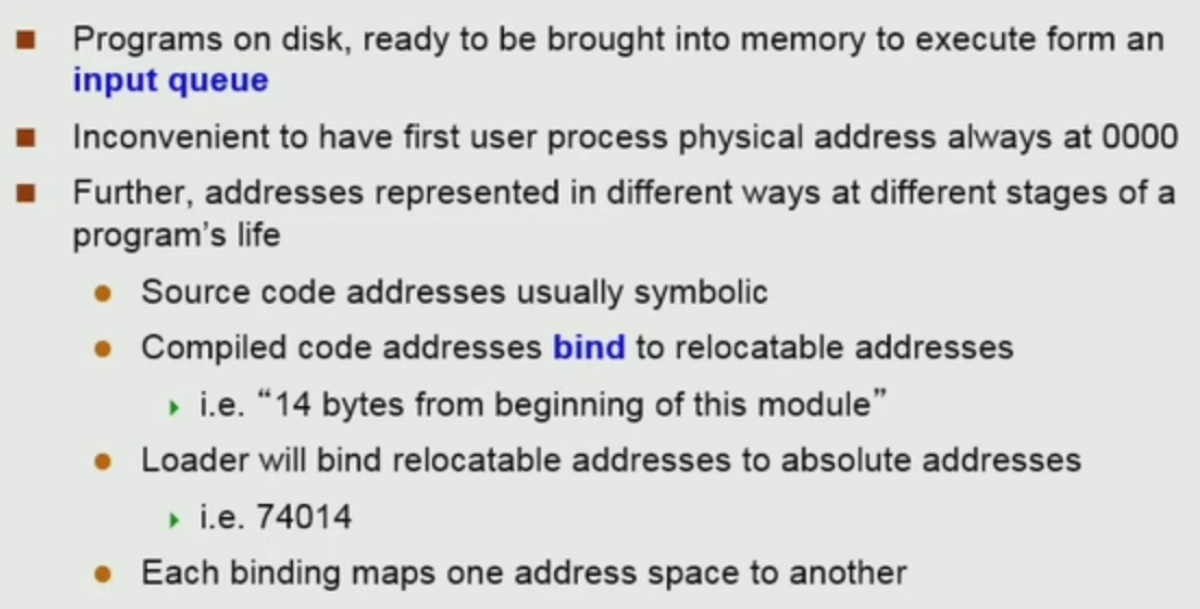 Programs on disk, ready to be brought into memory to execute form an
input queue
Inconvenient to have first user process physical address always at 0000
Further, addresses represented in different ways at different stages of a
program’s life
Source code addresses usually symbolic
Compiled code addresses bind to relocatable addresses
i.e. “14 bytes from beginning of this module”
Loader will bind relocatable addresses to absolute addresses
i.e. 74014
Each binding maps one address space to another